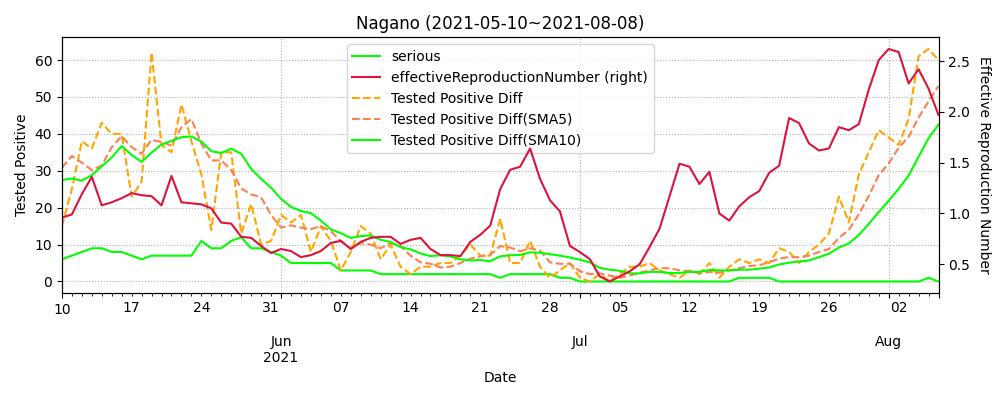 Nagano (2021-05-10~2021-08-08)
serious
effectiveReproductionNumber (right)
Tested Positive Diff
Tested Positive Diff(SMA5)
Tested Positive Diff(SMA10)
Tested Positive
60
50
40
30
20
10
0
2.5
2.0
1.5
1.0
0.5
Effective Reproduction Number
10 17 24 31 07 14 21 28 05 12 19 26 02
Jun Jul Aug
2021
Date